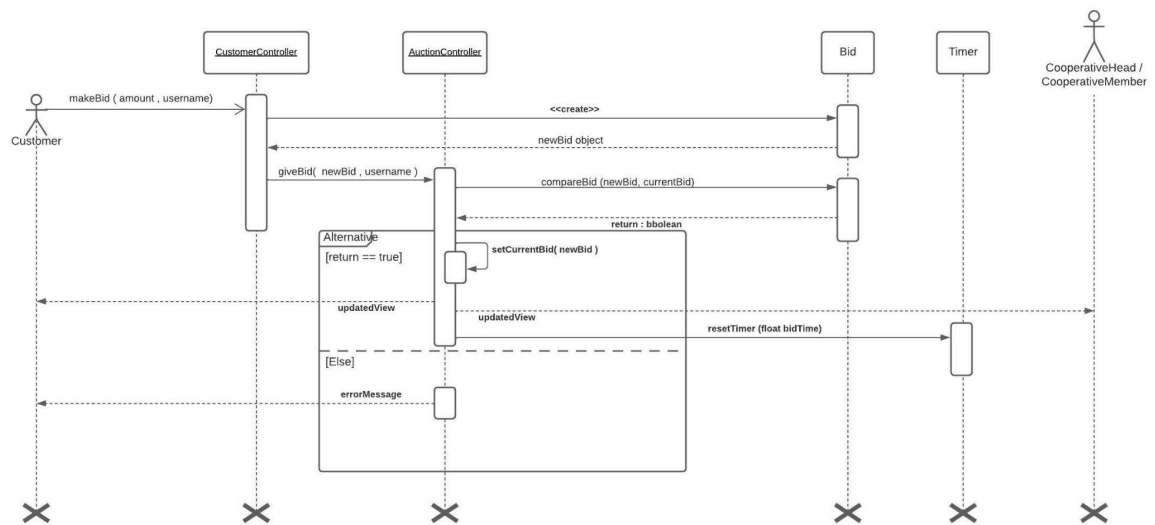 CustomerController
AuctionController
Bid
Timer
CooperativeHead /
CooperativeMember
Customer
makeBid ( amount , username)
<<create>>
newBid object
giveBid(  newBid , username )
compareBid (newBid, currentBid)
return : bbolean
Alternative
[return == true]
setCurrentBid( newBid )
updatedView
updatedView
resetTimer (float bidTime)
[Else]
errorMessage